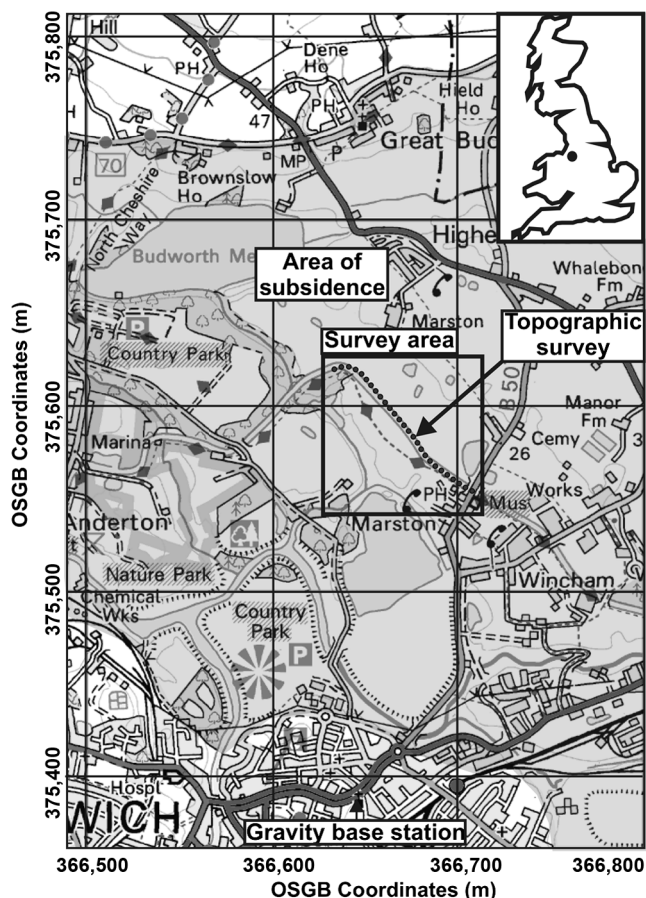 Hill
375,800
Dene
Ho
PH
PH
Hield
Ho
47
Great Bud
MP
P
70
Brownslow
Ho
North Cheshire
Way
375,700
Highe
Budworth Me
Area of
subsidence
Whalebon
Fm
Marston
Topographic
survey
Survey area
P
Country Park
375,600
B 50
Manor
Fm
Marina
Cemy
26
3
PH
Mus
Works
Marston
Anderton
t
Nature Park
Wincham
375,500
Chemical
Wks
Country
Park
P
375,400
Hospl
WICH
Gravity base station
366,500
366,600
366,700
366,800
OSGB Coordinates (m)
OSGB Coordinates (m)